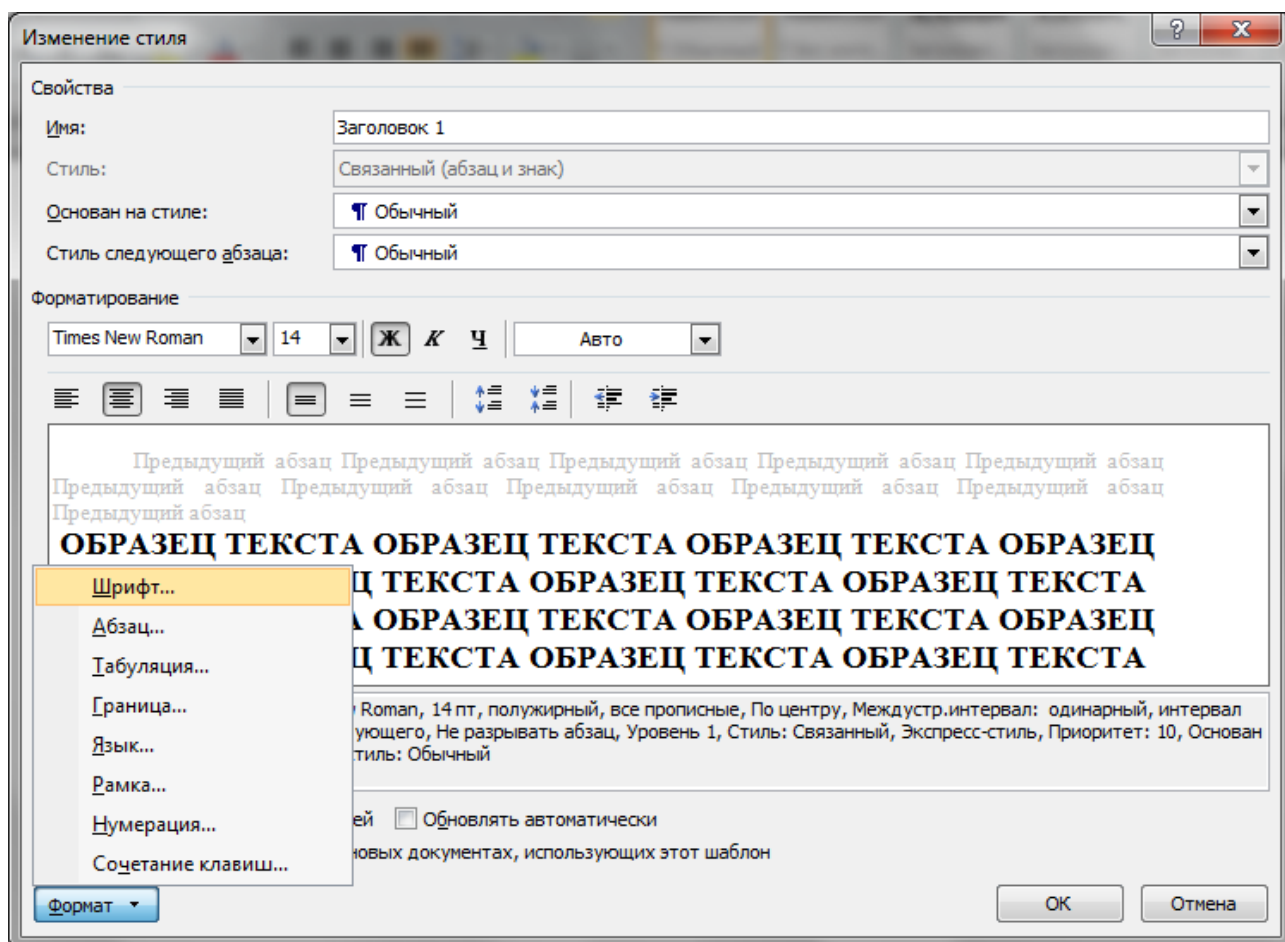 Изменение стиля
Свойства
Имя: Заголовок 1
Стиль: Связанный (абзац и знак)
Основан на стиле: ¶ Обычный
Стиль следующего абзаца: ¶ Обычный
Форматирование
Times New Roman 14 Ж К Ч Авто
Предыдущий абзац Предыдущий абзац Предыдущий абзац Предыдущий абзац Предыдущий абзац
Предыдущий абзац Предыдущий абзац Предыдущий абзац Предыдущий абзац Предыдущий абзац
Предыдущий абзац
ОБРАЗЕЦ ТЕКСТА ОБРАЗЕЦ ТЕКСТА ОБРАЗЕЦ ТЕКСТА ОБРАЗЕЦ
Ц ТЕКСТА ОБРАЗЕЦ ТЕКСТА ОБРАЗЕЦ ТЕКСТА
А ОБРАЗЕЦ ТЕКСТА ОБРАЗЕЦ ТЕКСТА ОБРАЗЕЦ
Ц ТЕКСТА ОБРАЗЕЦ ТЕКСТА ОБРАЗЕЦ ТЕКСТА
Roman, 14 пт, полужирный, все прописные, По центру, Междустр.интервал: одинарный, интервал
ующего, Не разрывать абзац, Уровень 1, Стиль: Связанный, Экспресс-стиль, Приоритет: 10, Основан
тиль: Обычный
ей Обновлять автоматически
новых документах, использующих этот шаблон
Шрифт...
Абзац...
Табуляция...
Граница...
Язык...
Рамка...
Нумерация...
Сочетание клавиш...
Формат OK Отмена